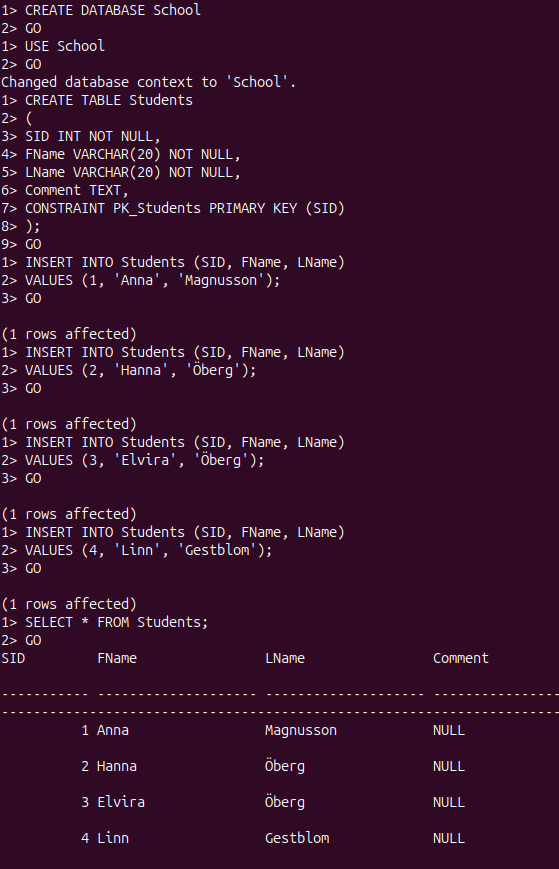 1> CREATE DATABASE School
2> GO
1> USE School
2> GO
Changed database context to 'School'.
1> CREATE TABLE Students
2> (
3> SID INT NOT NULL,
4> FName VARCHAR(20) NOT NULL,
5> LName VARCHAR(20) NOT NULL,
6> Comment TEXT,
7> CONSTRAINT PK_Students PRIMARY KEY (SID)
8> );
9> GO
1> INSERT INTO Students (SID, FName, LName)
2> VALUES (1, 'Anna', 'Magnusson');
3> GO

(1 rows affected)
1> INSERT INTO Students (SID, FName, LName)
2> VALUES (2, 'Hanna', 'Öberg');
3> GO

(1 rows affected)
1> INSERT INTO Students (SID, FName, LName)
2> VALUES (3, 'Elvira', 'Öberg');
3> GO

(1 rows affected)
1> INSERT INTO Students (SID, FName, LName)
2> VALUES (4, 'Linn', 'Gestblom');
3> GO

(1 rows affected)
1> SELECT * FROM Students;
2> GO
SID         FName                LName                Comment

----------- -------------------- -------------------- ----------------
----------------------------------------------------------------------
          1 Anna                 Magnusson            NULL

          2 Hanna                Öberg                NULL

          3 Elvira               Öberg                NULL

          4 Linn                 Gestblom             NULL